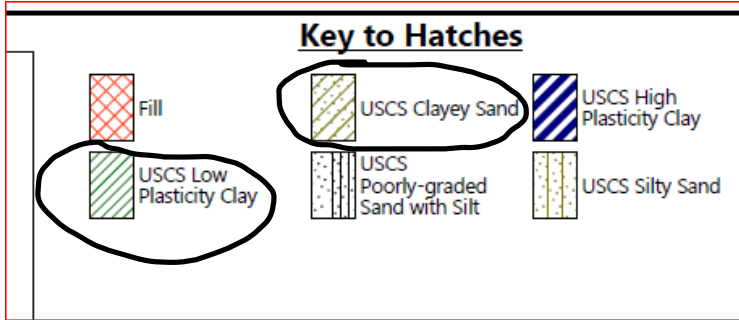 Key to Hatches
Fill
USCS Clayey Sand
USCS High
Plasticity Clay
USCS Low
Plasticity Clay
USCS
Poorly-graded
Sand with Silt
USCS Silty Sand